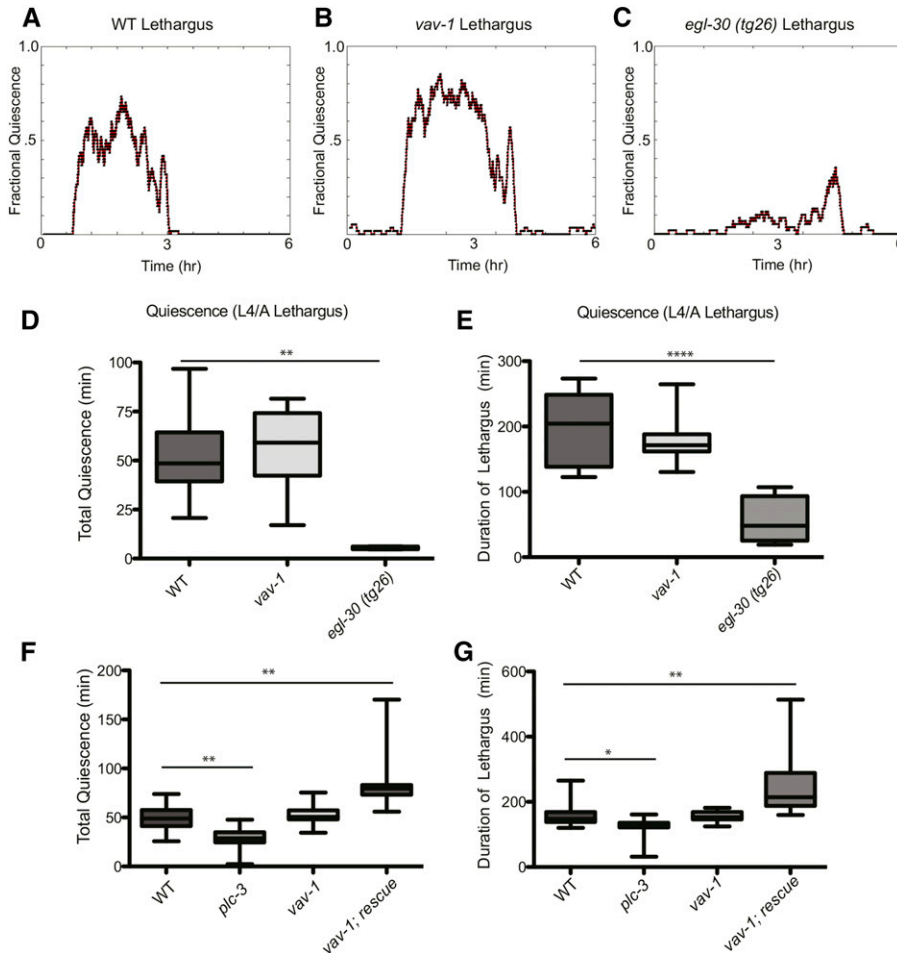 A
WT Lethargus
Fractional Quiescence
1.0
.5
0
3
6
Time (hr)
B
vav-1 Lethargus
Fractional Quiescence
1.0
.5
0
3
6
Time (hr)
C
egl-30 (tg26) Lethargus
Fractional Quiescence
1.0
.5
0
3
6
Time (hr)
D
Quiescence (L4/A Lethargus)
Total Quiescence (min)
100
75
50
25
0
**
WT
vav-1
egl-30 (tg26)
E
Quiescence (L4/A Lethargus)
Duration of Lethargus (min)
300
200
100
0
****
WT
vav-1
egl-30 (tg26)
F
Total Quiescence (min)
200
150
100
50
0
**
**
WT
plc-3
vav-1
vav-1; rescue
G
Duration of Lethargus (min)
600
400
200
0
**
*
WT
plc-3
vav-1
vav-1; rescue